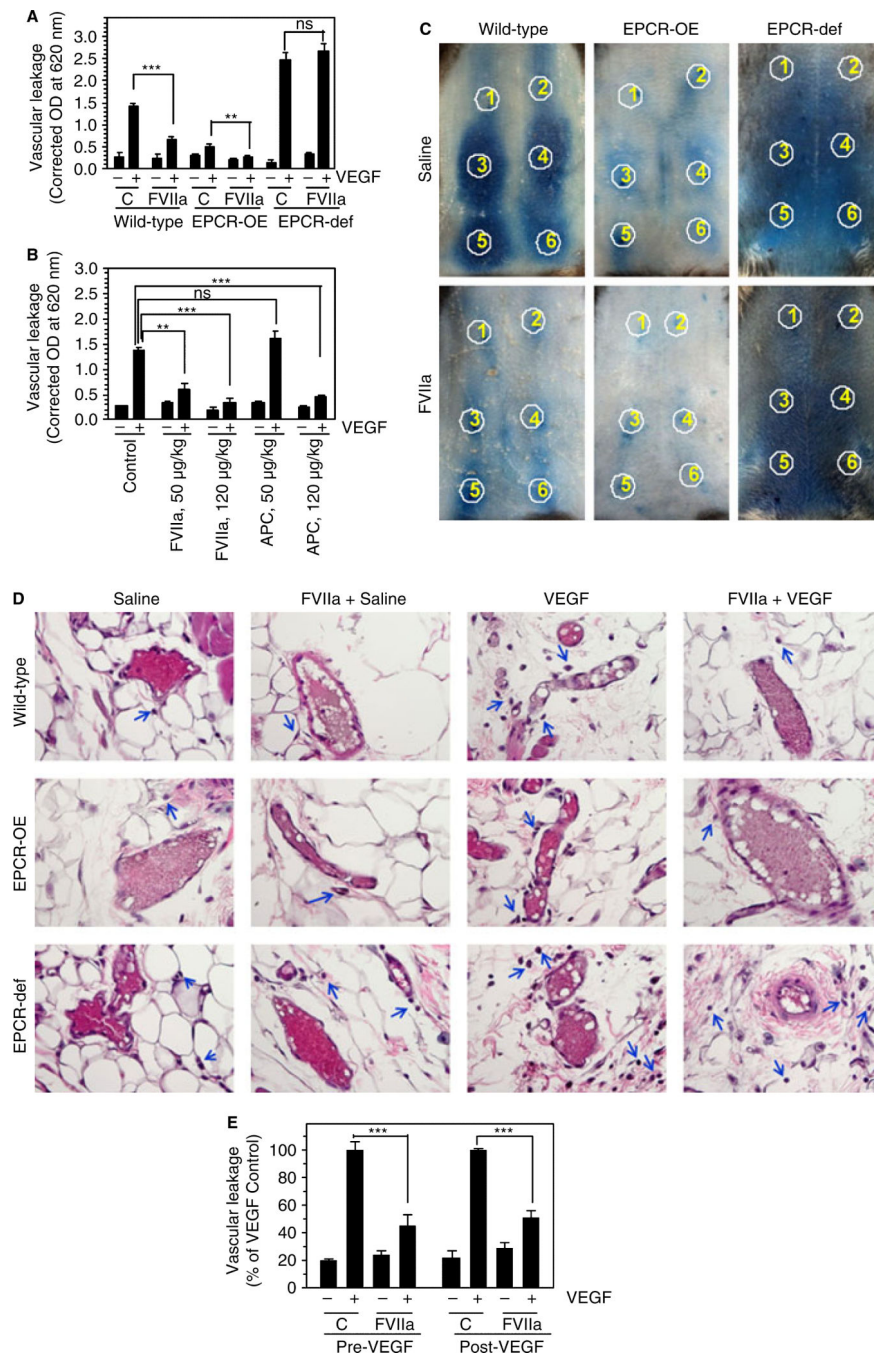 A
Vascular leakage
(Corrected OD at 620 nm)
3.0
2.5
2.0
1.5
1.0
0.5
0.0
***
**
ns
– + – + – + – + – + – + VEGF
C FVIIa C FVIIa C FVIIa
Wild-type EPCR-OE EPCR-def
B
Vascular leakage
(Corrected OD at 620 nm)
3.0
2.5
2.0
1.5
1.0
0.5
0.0
***
ns
***
**
– + – + – + – + – + VEGF
Control
FVIIa, 50 µg/kg
FVIIa, 120 µg/kg
APC, 50 µg/kg
APC, 120 µg/kg
C
Wild-type EPCR-OE EPCR-def
Saline
1 2 3 4 5 6
1 2 3 4 5 6
1 2 3 4 5 6
FVIIa
1 2 3 4 5 6
1 2 3 4 5 6
1 2 3 4 5 6
D
Saline FVIIa + Saline VEGF FVIIa + VEGF
Wild-type
EPCR-OE
EPCR-def
E
Vascular leakage
(% of VEGF Control)
100
80
60
40
20
0
*** ***
– + – + – + – + VEGF
C FVIIa C FVIIa
Pre-VEGF Post-VEGF